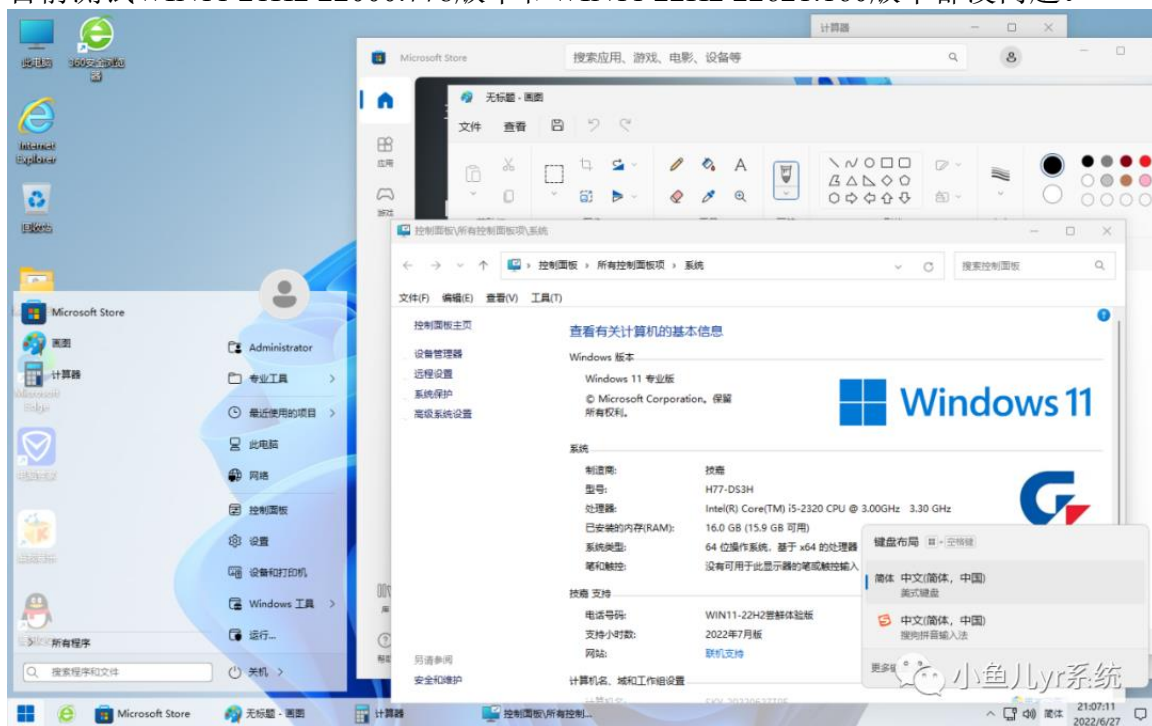 计算器
Microsoft Store
搜索应用、游戏、电影、设备等
无标题 - 画图
文件 查看
应用
游戏
Internet
Explorer
回收站
控制面板\所有控制面板项\系统
控制面板 › 所有控制面板项 › 系统
搜索控制面板
文件(F) 编辑(E) 查看(V) 工具(T)
控制面板主页
设备管理器
远程设置
系统保护
高级系统设置
另请参阅
安全和维护
查看有关计算机的基本信息
Windows 版本
Windows 11 专业版
© Microsoft Corporation。保留
所有权利。
Windows 11
系统
制造商: 技嘉
型号: H77-DS3H
处理器: Intel(R) Core(TM) i5-2320 CPU @ 3.00GHz 3.30 GHz
已安装的内存(RAM): 16.0 GB (15.9 GB 可用)
系统类型: 64 位操作系统，基于 x64 的处理器
笔和触控: 没有可用于此显示器的笔或触控输入
技嘉 支持
电话号码: WIN11-22H2尝鲜体验版
支持小时数: 2022年7月版
网站: 联机支持
计算机名、域和工作组设置
Microsoft Store
画图
计算器
Microsoft
Edge
所有程序
搜索程序和文件
Administrator
专业工具
最近使用的项目
此电脑
网络
控制面板
设置
设备和打印机
Windows 工具
运行...
关机
键盘布局 - 空格键
简体 中文(简体，中国)
美式键盘
中文(简体，中国)
搜狗拼音输入法
小鱼儿yr系统
Microsoft Store
无标题 - 画图
计算器
控制面板\所有控制...
简体
21:07:11
2022/6/27